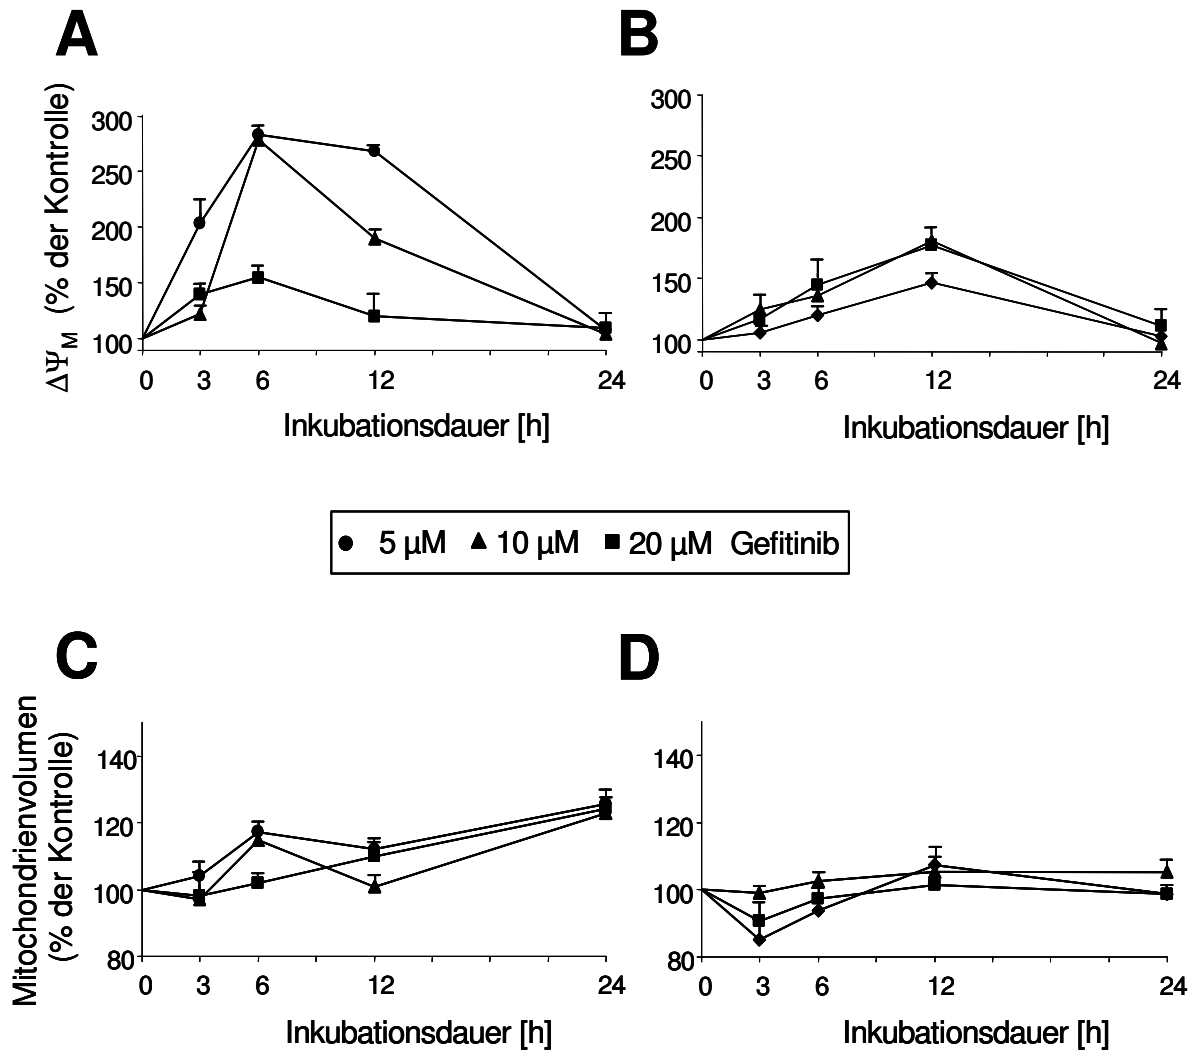 A
ΔΨM (% der Kontrolle)
300
250
200
150
100
0 3 6 12 24
Inkubationsdauer [h]
B
300
250
200
150
100
0 3 6 12 24
Inkubationsdauer [h]
5 µM 10 µM 20 µM Gefitinib
C
Mitochondrienvolumen
(% der Kontrolle)
140
120
100
80
0 3 6 12 24
Inkubationsdauer [h]
D
140
120
100
80
0 3 6 12 24
Inkubationsdauer [h]